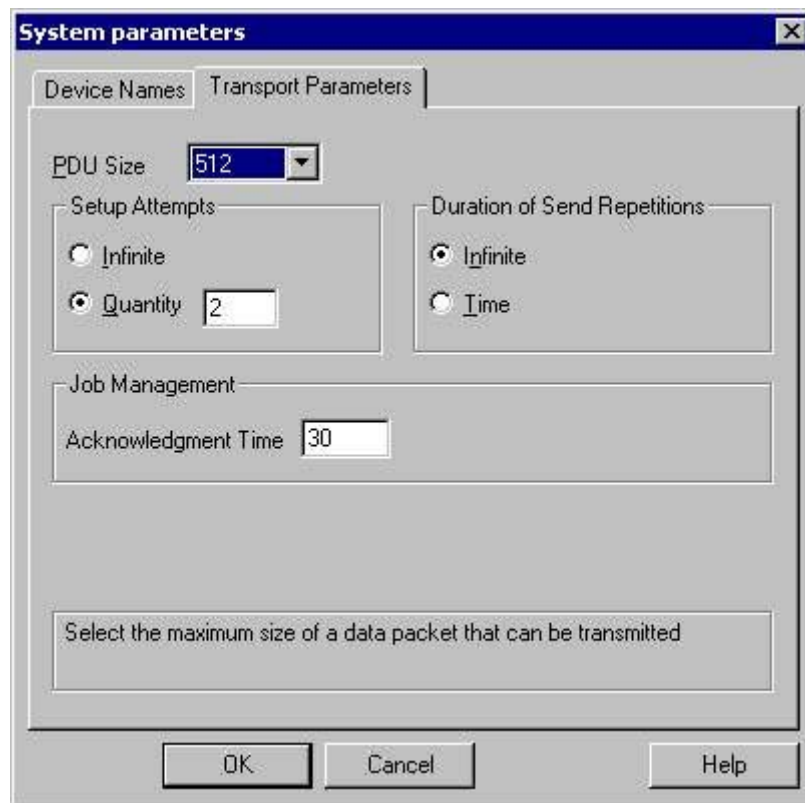 System parameters
Device Names Transport Parameters
PDU Size 512
Setup Attempts
Infinite
Quantity 2
Duration of Send Repetitions
Infinite
Time
Job Management
Acknowledgment Time 30
Select the maximum size of a data packet that can be transmitted
OK Cancel Help